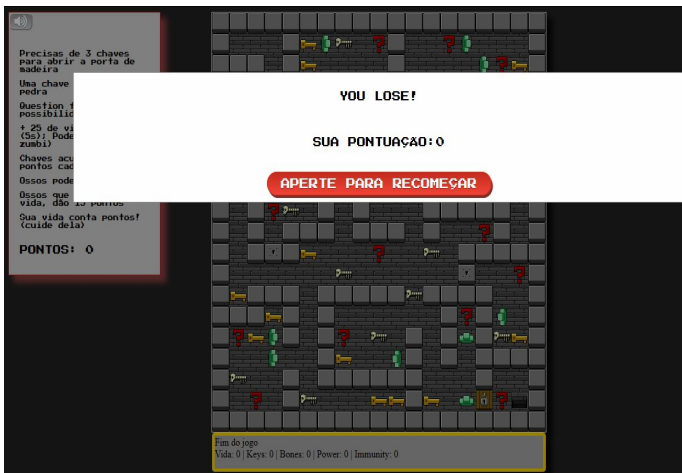 Precisas de 3 chaves
para abrir a porta de
madeira
Uma chave
pedra
Question
possibilid
+ 25 de vi
(5s); Pode
zumbi)
Chaves acu
pontos cad
Ossos pode
Ossos que
vida, dão 15 pontos
Sua vida conta pontos!
(cuide dela)
PONTOS: 0
YOU LOSE!
SUA PONTUAÇÃO:0
APERTE PARA RECOMEÇAR
Fim do jogo
Vida: 0 | Keys: 0 | Bones: 0 | Power: 0 | Immunity: 0